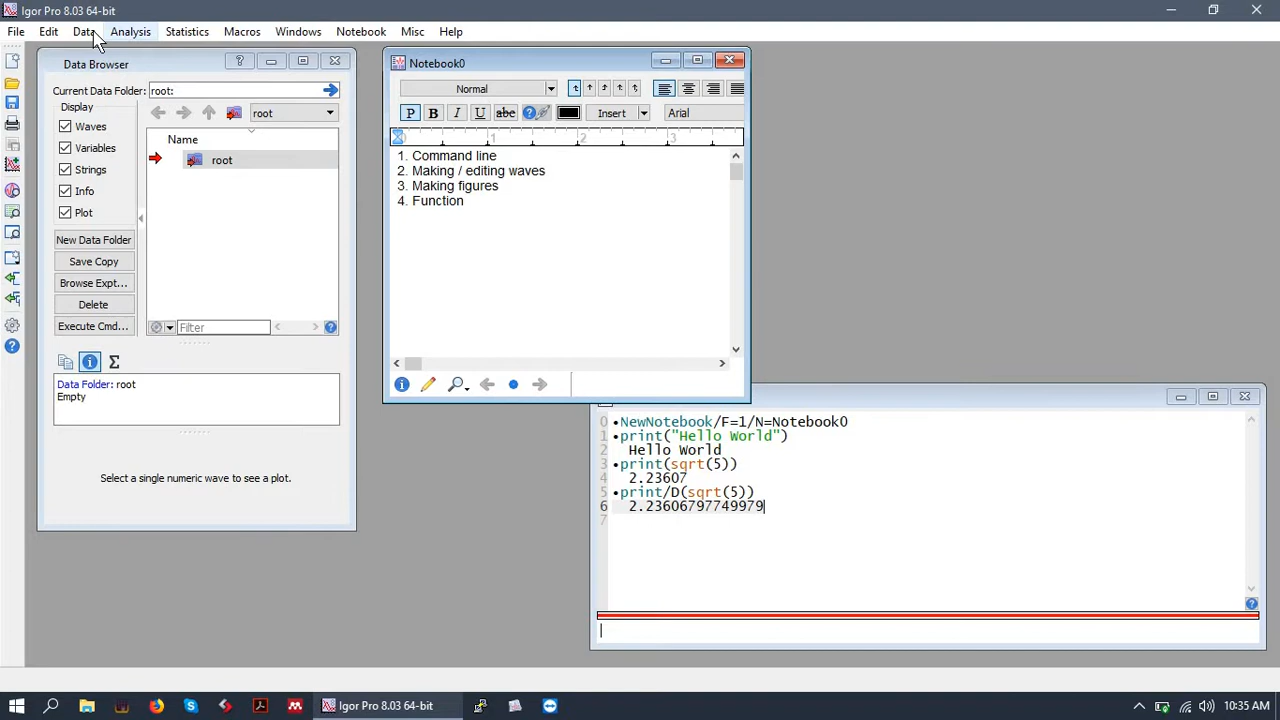 Igor Pro 8.03 64-bit
File Edit Data Analysis Statistics Macros Windows Notebook Misc Help
Data Browser
Current Data Folder: root:
Display
Waves
Variables
Strings
Info
Plot
New Data Folder
Save Copy
Browse Expt...
Delete
Execute Cmd...
root
Name
root
Filter
Data Folder: root
Empty
Select a single numeric wave to see a plot.
Notebook0
Normal
P B I U abc Insert Arial
0 1 2 3
1. Command line
2. Making / editing waves
3. Making figures
4. Function
0 •NewNotebook/F=1/N=Notebook0
1 •print("Hello World")
2 Hello World
3 •print(sqrt(5))
4 2.23607
5 •print/D(sqrt(5))
6 2.23606797749979
7
Igor Pro 8.03 64-bit
10:35 AM